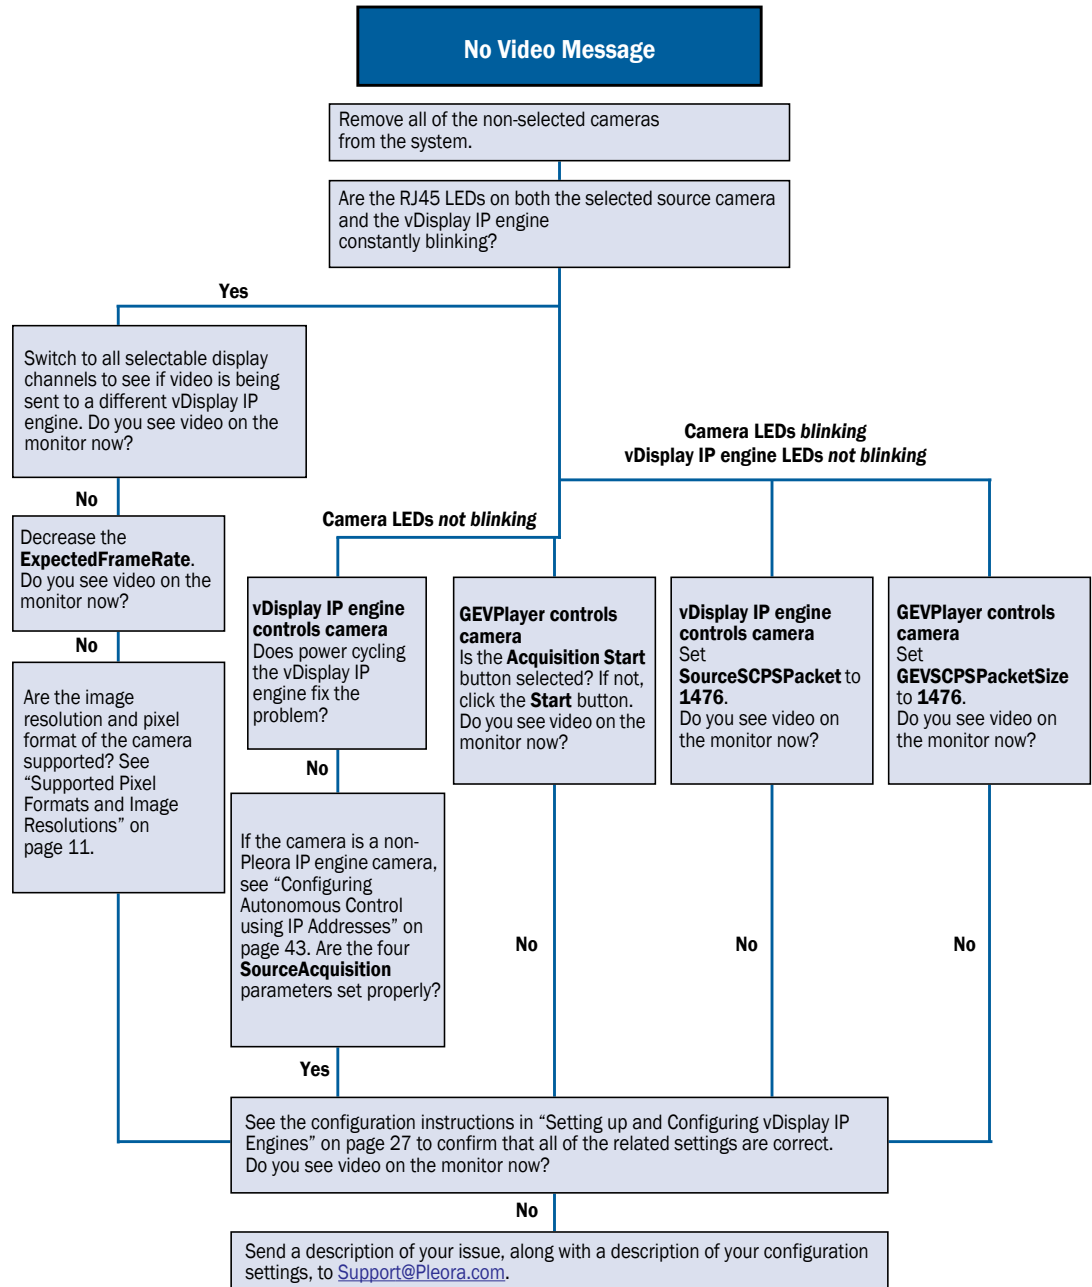 No Video Message
Remove all of the non-selected cameras
from the system.
Are the RJ45 LEDs on both the selected source camera
and the vDisplay IP engine
constantly blinking?
Yes
Switch to all selectable display
channels to see if video is being
sent to a different vDisplay IP
engine. Do you see video on the
monitor now?
No
Decrease the
ExpectedFrameRate.
Do you see video on the
monitor now?
No
Are the image
resolution and pixel
format of the camera
supported? See
“Supported Pixel
Formats and Image
Resolutions” on
page 11.
Camera LEDs not blinking
vDisplay IP engine
controls camera
Does power cycling
the vDisplay IP
engine fix the
problem?
No
If the camera is a non-
Pleora IP engine camera,
see “Configuring
Autonomous Control
using IP Addresses” on
page 43. Are the four
SourceAcquisition
parameters set properly?
Yes
GEVPlayer controls
camera
Is the Acquisition Start
button selected? If not,
click the Start button.
Do you see video on the
monitor now?
No
Camera LEDs blinking
vDisplay IP engine LEDs not blinking
vDisplay IP engine
controls camera
Set
SourceSCPSPacket to
1476.
Do you see video on
the monitor now?
No
GEVPlayer controls
camera
Set
GEVSCPSPacketSize
to 1476.
Do you see video on
the monitor now?
No
See the configuration instructions in “Setting up and Configuring vDisplay IP
Engines” on page 27 to confirm that all of the related settings are correct.
Do you see video on the monitor now?
No
Send a description of your issue, along with a description of your configuration
settings, to Support@Pleora.com.